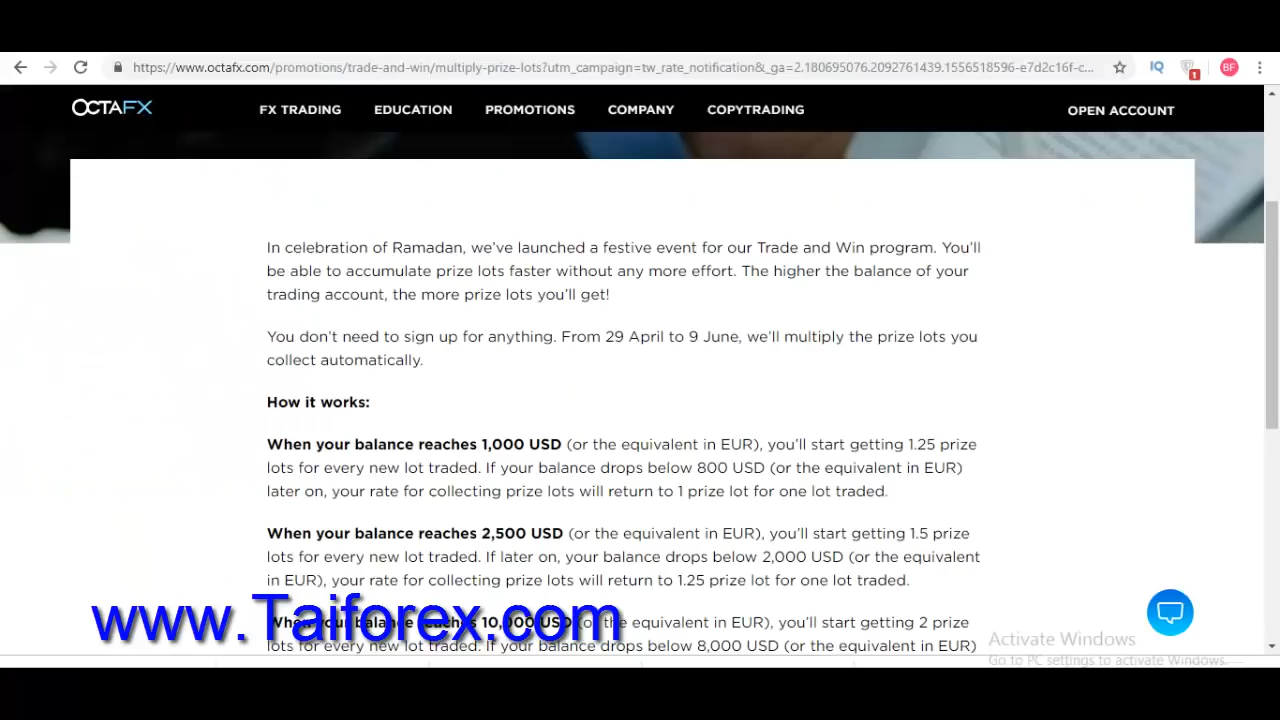 https://www.octafx.com/promotions/trade-and-win/multiply-prize-lots?utm_campaign=tw_rate_notification&_ga=2.180695076.2092761439.1556518596-e7d2c16f-c...
IQ
1
BF
OCTAFX
FX TRADING
EDUCATION
PROMOTIONS
COMPANY
COPYTRADING
OPEN ACCOUNT
In celebration of Ramadan, we've launched a festive event for our Trade and Win program. You'll
be able to accumulate prize lots faster without any more effort. The higher the balance of your
trading account, the more prize lots you'll get!
You don't need to sign up for anything. From 29 April to 9 June, we'll multiply the prize lots you
collect automatically.
How it works:
When your balance reaches 1,000 USD (or the equivalent in EUR), you'll start getting 1.25 prize
lots for every new lot traded. If your balance drops below 800 USD (or the equivalent in EUR)
later on, your rate for collecting prize lots will return to 1 prize lot for one lot traded.
When your balance reaches 2,500 USD (or the equivalent in EUR), you'll start getting 1.5 prize
lots for every new lot traded. If later on, your balance drops below 2,000 USD (or the equivalent
in EUR), your rate for collecting prize lots will return to 1.25 prize lot for one lot traded.
When your balance reaches 10,000 USD (or the equivalent in EUR), you'll start getting 2 prize
lots for every new lot traded. If your balance drops below 8,000 USD (or the equivalent in EUR)
www.Taiforex.com
Activate Windows
Go to PC settings to activate Windows.